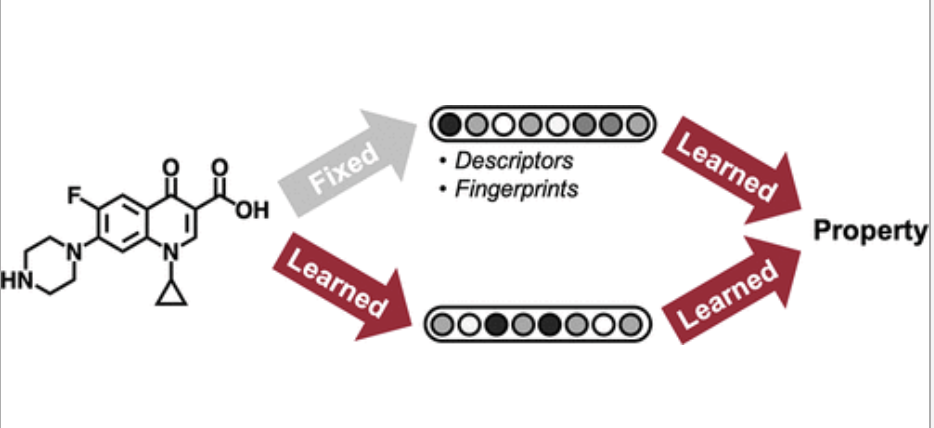 Fixed
• Descriptors
• Fingerprints
Learned
Property
Learned
Learned
O
O
OH
F
N
N
HN